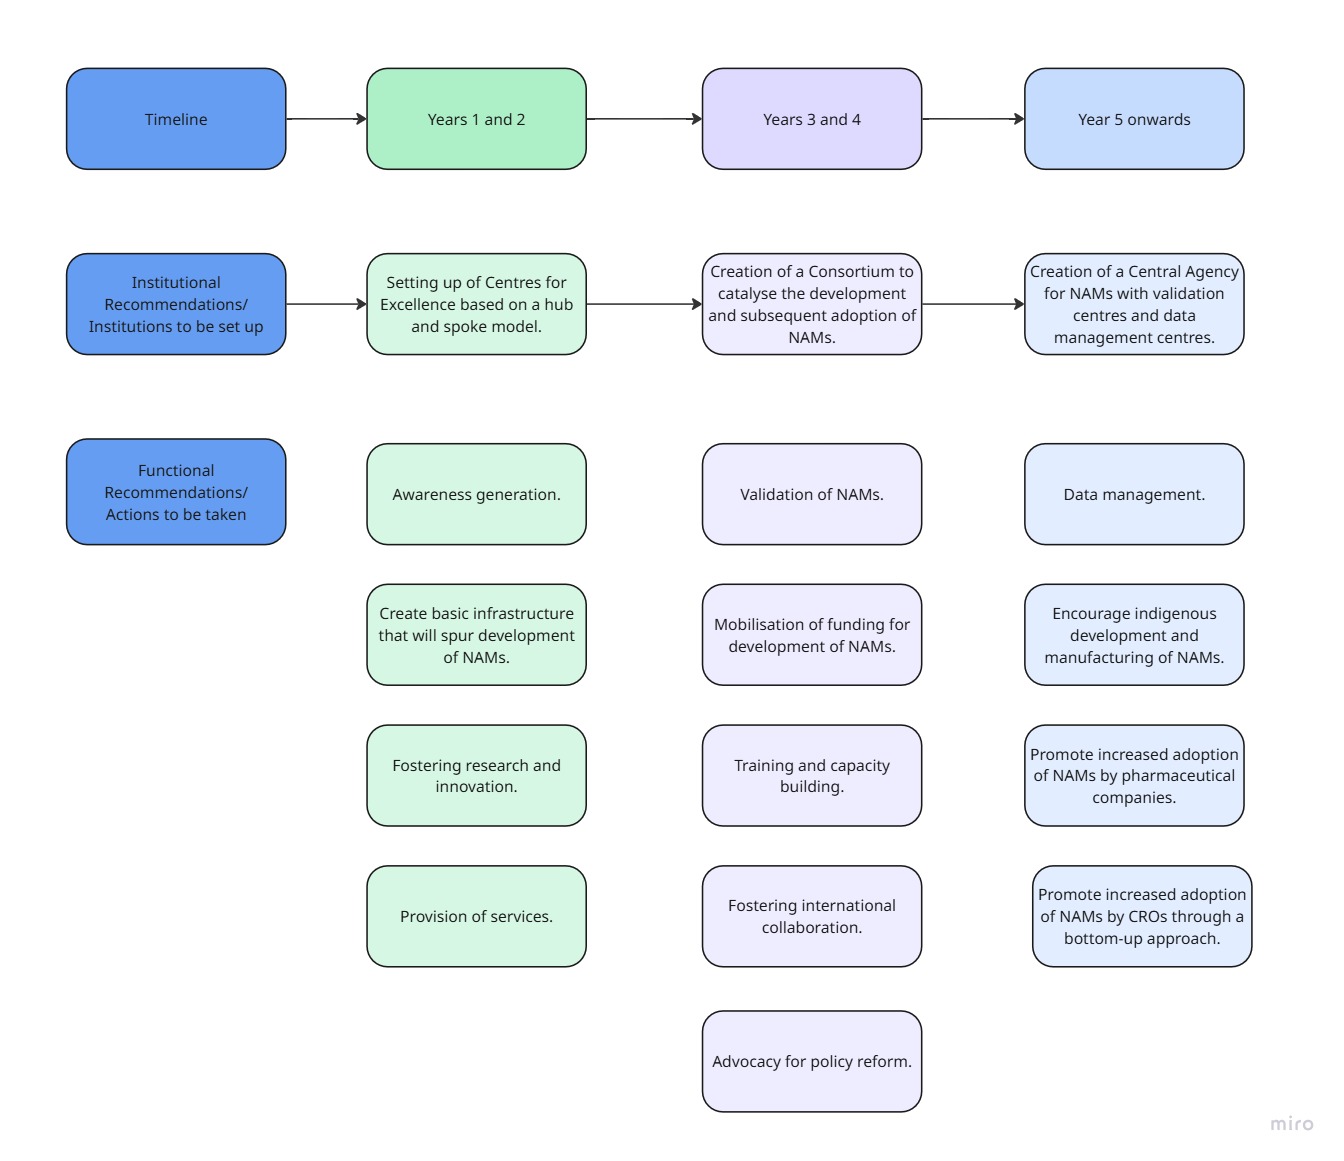 Timeline
Years 1 and 2
Years 3 and 4
Year 5 onwards
Institutional
Recommendations/
Institutions to be set up
Setting up of Centres for
Excellence based on a hub
and spoke model.
Creation of a Consortium to
catalyse the development
and subsequent adoption of
NAMs.
Creation of a Central Agency
for NAMs with validation
centres and data
management centres.
Functional
Recommendations/
Actions to be taken
Awareness generation.
Validation of NAMs.
Data management.
Create basic infrastructure
that will spur development
of NAMs.
Mobilisation of funding for
development of NAMs.
Encourage indigenous
development and
manufacturing of NAMs.
Fostering research and
innovation.
Training and capacity
building.
Promote increased adoption
of NAMs by pharmaceutical
companies.
Provision of services.
Fostering international
collaboration.
Promote increased adoption
of NAMs by CROs through a
bottom-up approach.
Advocacy for policy reform.
miro